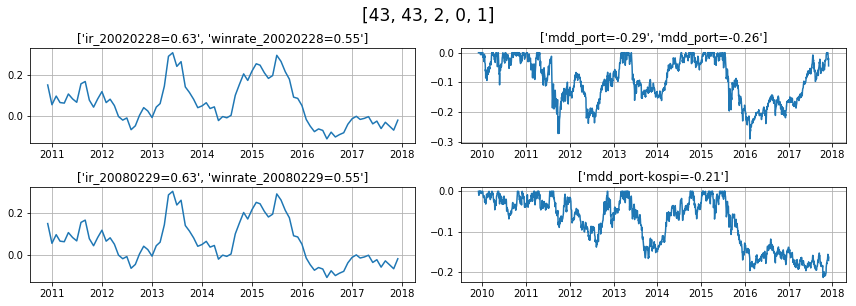 [43, 43, 2, 0, 1]
['ir_20020228=0.63', 'winrate_20020228=0.55']
0.2
0.0
2011 2012 2013 2014 2015 2016 2017 2018
['mdd_port=-0.29', 'mdd_port=-0.26']
0.0
−0.1
−0.2
−0.3
2010 2011 2012 2013 2014 2015 2016 2017 2018
['ir_20080229=0.63', 'winrate_20080229=0.55']
0.2
0.0
2011 2012 2013 2014 2015 2016 2017 2018
['mdd_port-kospi=-0.21']
0.0
−0.1
−0.2
2010 2011 2012 2013 2014 2015 2016 2017 2018